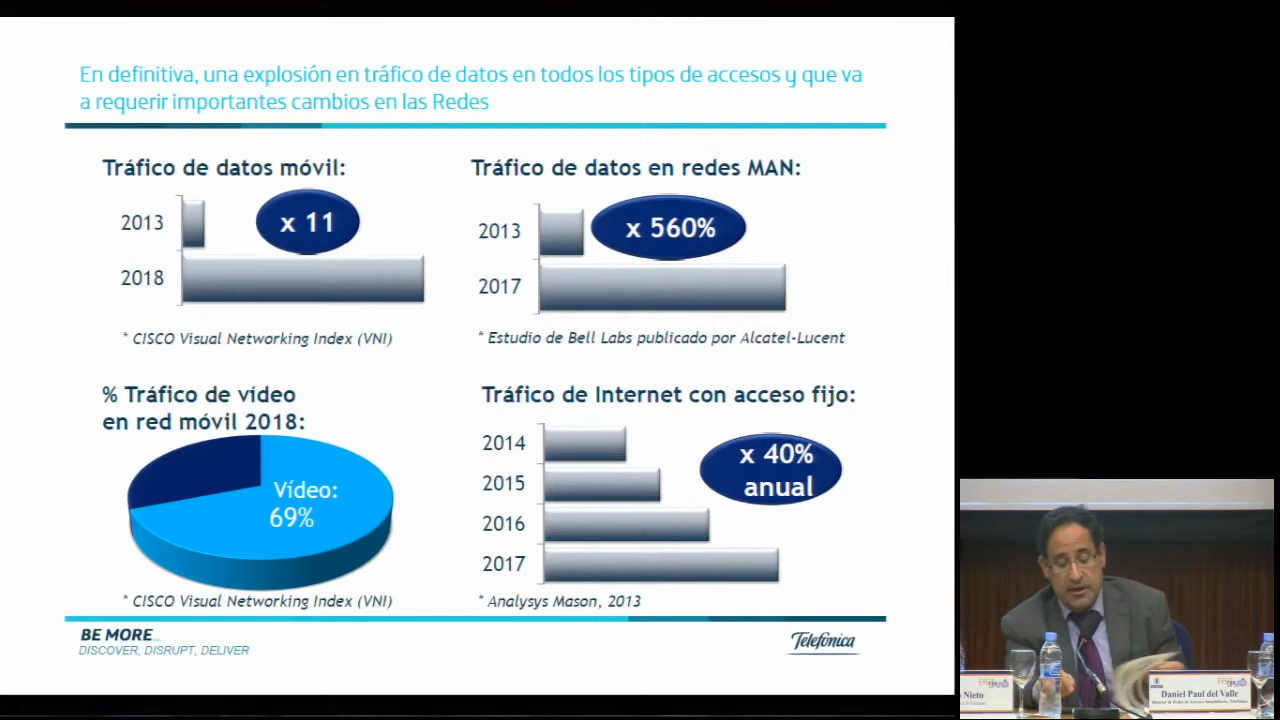 En definitiva, una explosión en tráfico de datos en todos los tipos de accesos y que va
a requerir importantes cambios en las Redes
Tráfico de datos móvil:
2013
x 11
2018
* CISCO Visual Networking Index (VNI)
Tráfico de datos en redes MAN:
2013
x 560%
2017
* Estudio de Bell Labs publicado por Alcatel-Lucent
% Tráfico de vídeo
en red móvil 2018:
Vídeo:
69%
* CISCO Visual Networking Index (VNI)
Tráfico de Internet con acceso fijo:
2014
2015
2016
2017
x 40%
anual
* Analysys Mason, 2013
BE MORE_
DISCOVER, DISRUPT, DELIVER
Telefónica
Nieto
Daniel Paul del Valle